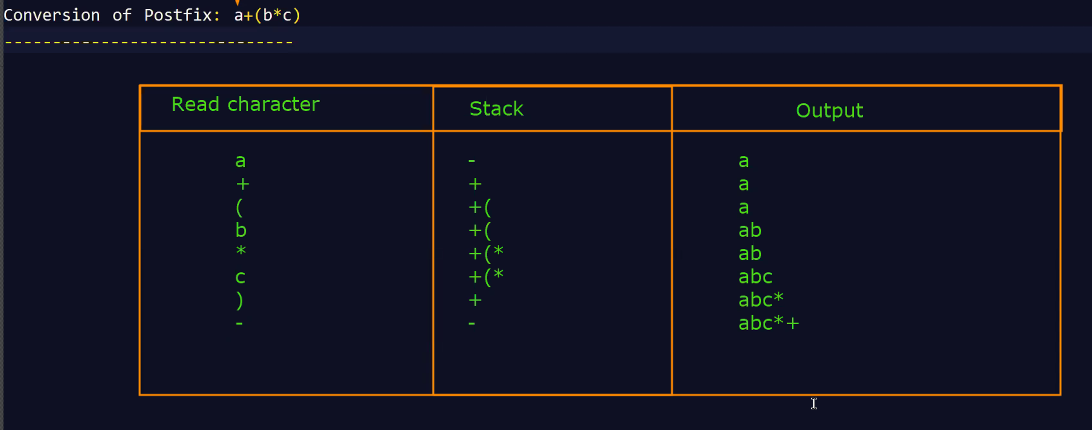 Conversion of Postfix: a+(b*c)
------------------------------
Read character Stack Output
a - a
+ + a
( +( a
b +( ab
* +(* ab
c +(* abc
) + abc*
- - abc*+